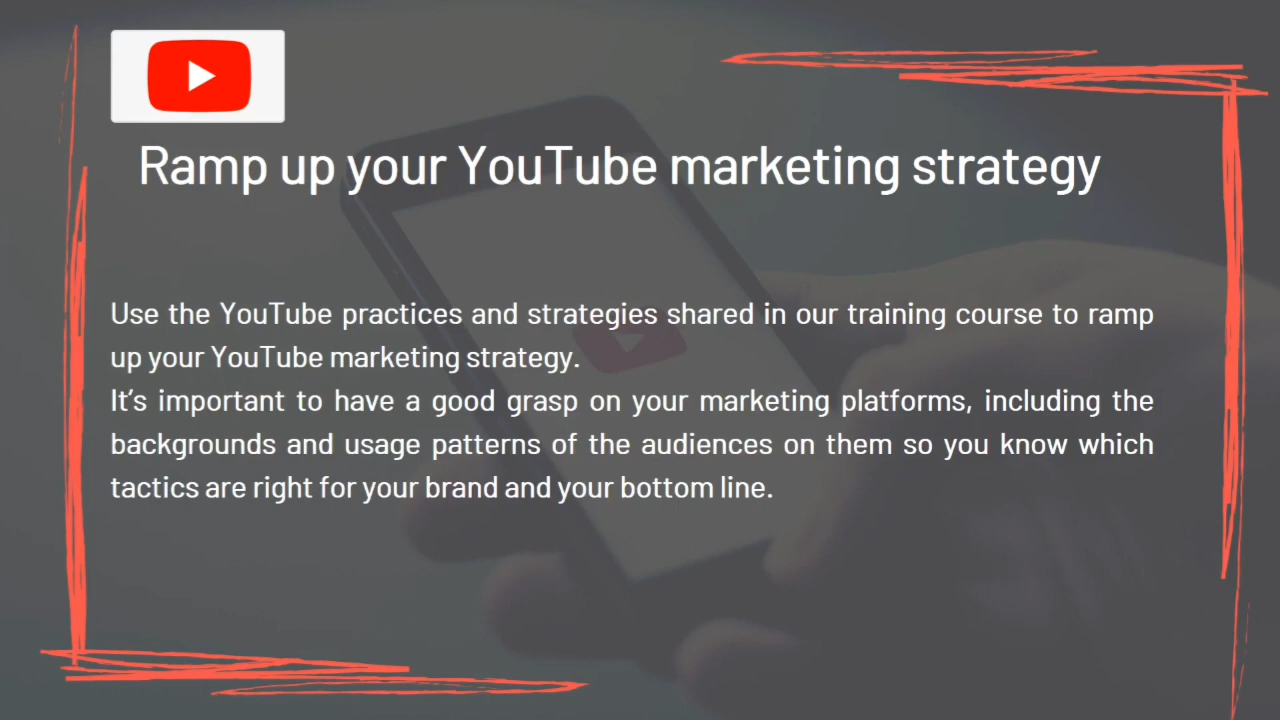 Ramp up your YouTube marketing strategy
Use the YouTube practices and strategies shared in our training course to ramp
up your YouTube marketing strategy.
It’s important to have a good grasp on your marketing platforms, including the
backgrounds and usage patterns of the audiences on them so you know which
tactics are right for your brand and your bottom line.